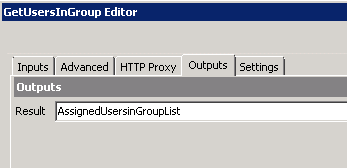 GetUsersInGroup Editor
Inputs Advanced HTTP Proxy Outputs Settings
Outputs
Result AssignedUsersinGroupList